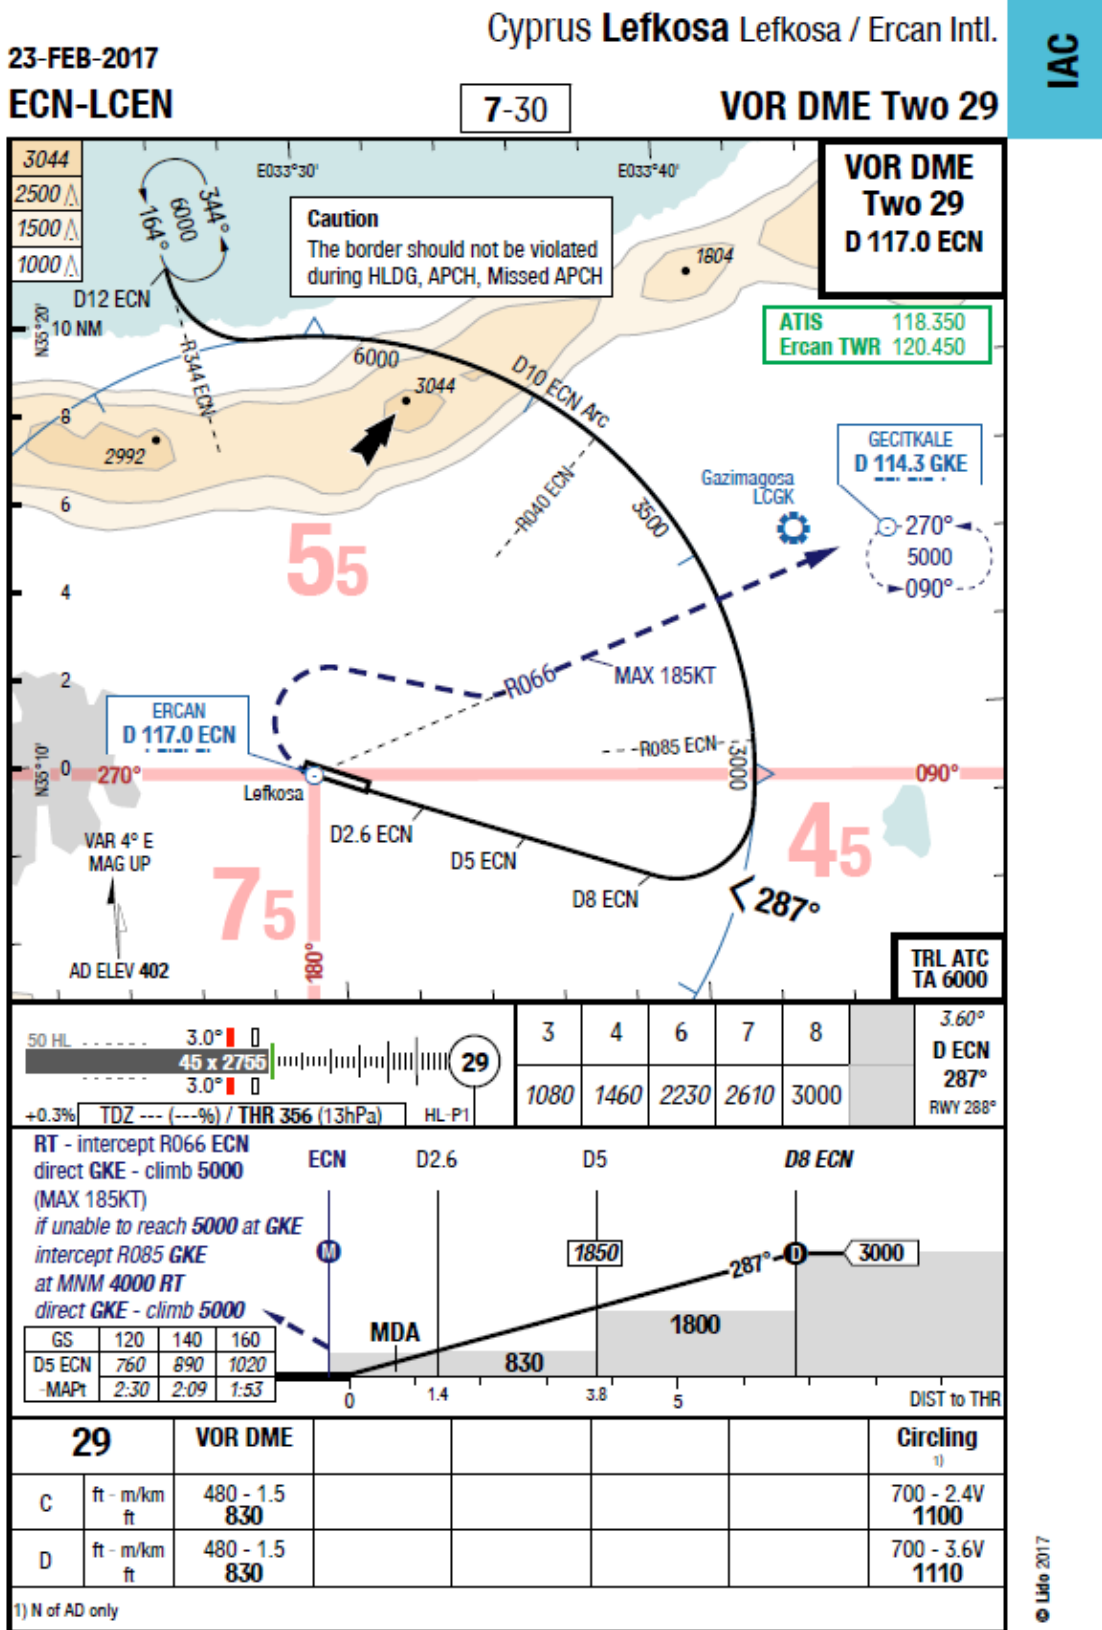 Cyprus Lefkosa Lefkosa / Ercan Intl.
IAC
23-FEB-2017
ECN-LCEN
7-30
VOR DME Two 29
3044
2500
1500
1000
E033°30'
E033°40'
VOR DME
Two 29
D 117.0 ECN
344°
6000
164°
Caution
The border should not be violated
during HLDG, APCH, Missed APCH
1804
D12 ECN
N35°20'
10 NM
ATIS 118.350
Ercan TWR 120.450
R344 ECN
6000
D10 ECN Arc
3044
8
2992
GECITKALE
D 114.3 GKE
R040 ECN
Gazimagosa
LCGK
6
3500
270°
5000
090°
55
4
2
R066
MAX 185KT
ERCAN
D 117.0 ECN
R085 ECN
3000
N35°10'
0
270°
090°
Lefkosa
D2.6 ECN
VAR 4° E
MAG UP
D5 ECN
45
75
D8 ECN
<287°
180°
AD ELEV 402
TRL ATC
TA 6000
50 HL
3.0°
45 x 2755
3.0°
29
+0.3%
TDZ --- (---%) / THR 356 (13hPa)
HL-P1
3 4 6 7 8
1080 1460 2230 2610 3000
3.60°
D ECN
287°
RWY 288°
RT - intercept R066 ECN
direct GKE - climb 5000
(MAX 185KT)
if unable to reach 5000 at GKE
intercept R085 GKE
at MNM 4000 RT
direct GKE - climb 5000
ECN D2.6 D5 D8 ECN
M
1850
287°
D
3000
1800
MDA
830
GS 120 140 160
D5 ECN 760 890 1020
-MAPt 2:30 2:09 1:53
0 1.4 3.8 5 DIST to THR
29 VOR DME Circling
1)
C ft - m/km 480 - 1.5 700 - 2.4V
ft 830 1100
D ft - m/km 480 - 1.5 700 - 3.6V
ft 830 1110
1) N of AD only
© Lido 2017